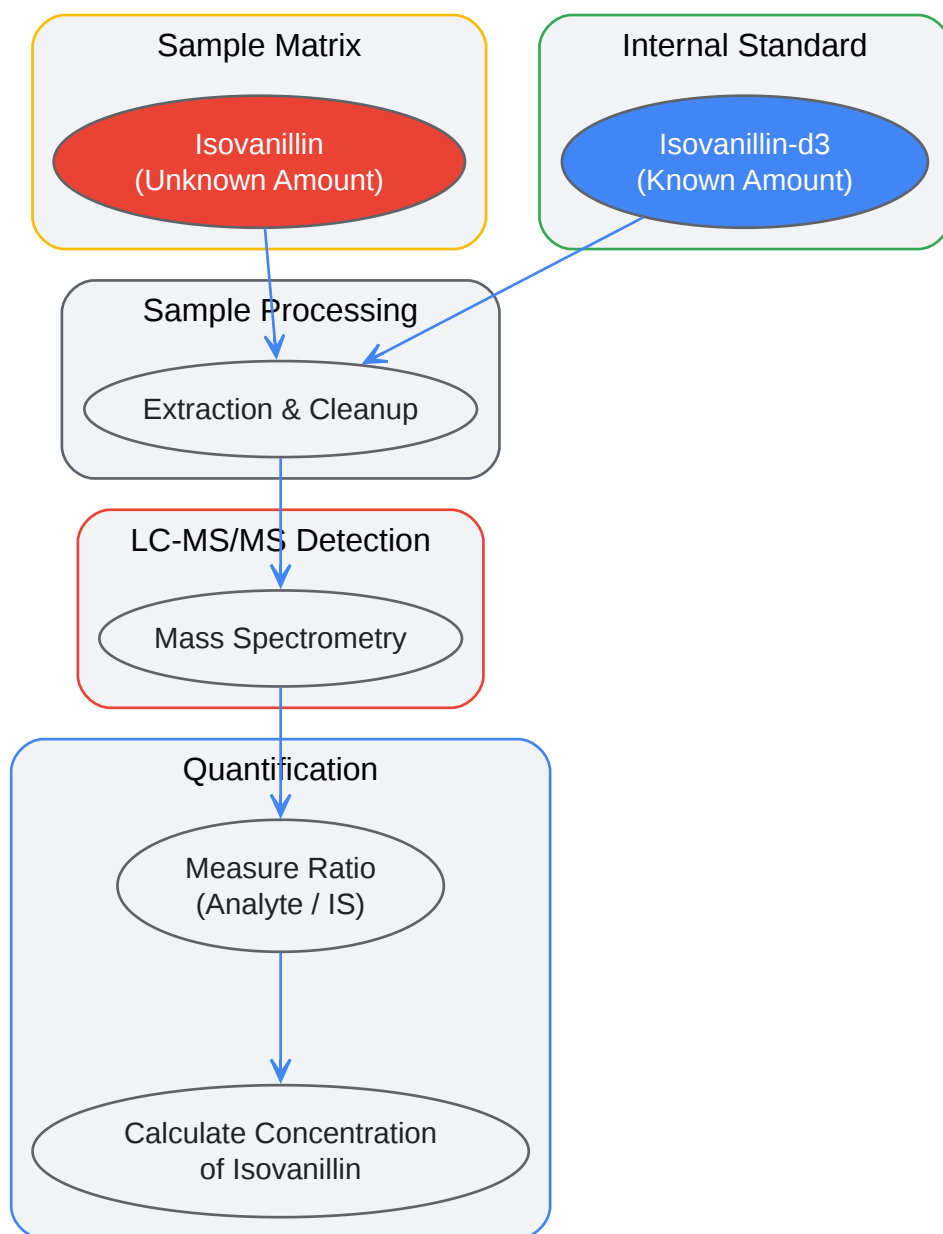 Sample Matrix
Isovanillin
(Unknown Amount)
Internal Standard
Isovanillin-d3
(Known Amount)
Sample Processing
Extraction & Cleanup
LC-MS/MS Detection
Mass Spectrometry
Quantification
Measure Ratio
(Analyte / IS)
Calculate Concentration
of Isovanillin